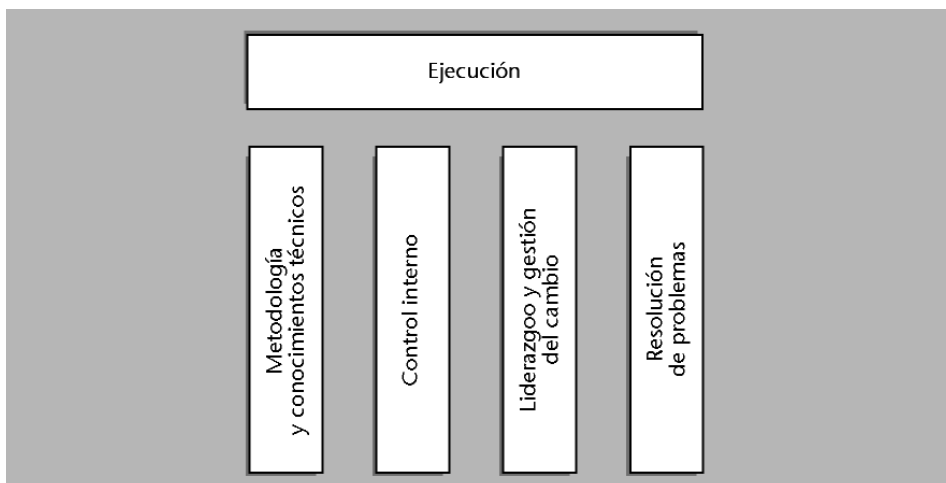 Ejecución
Metodología
y conocimientos técnicos
Control interno
Liderazgoo y gestión
del cambio
Resolución
de problemas